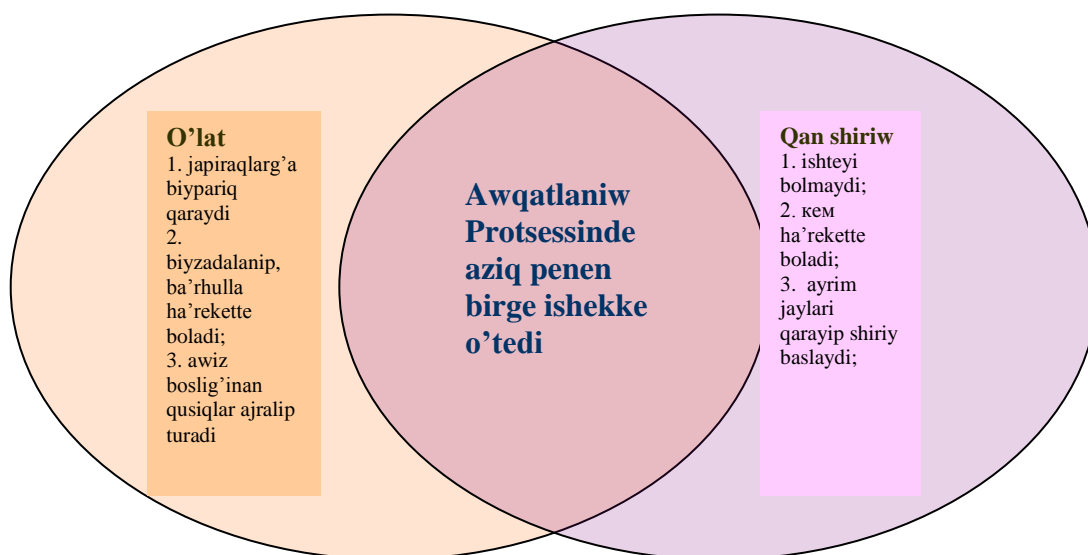 O’lat
1. japiraqlarg’a
biypariq
qaraydi
2.
biyzadalanip,
ba’rhulla
ha’rekette
boladi;
3. awiz
boslig’inan
qusiqlar ajralip
turadi
Awqatlaniw
Protsessinde
aziq penen
birge ishekke
o’tedi
Qan shiriw
1. ishteyi
bolmaydi;
2. кем
ha’rekette
boladi;
3. ayrim
jaylari
qarayip shiriy
baslaydi;